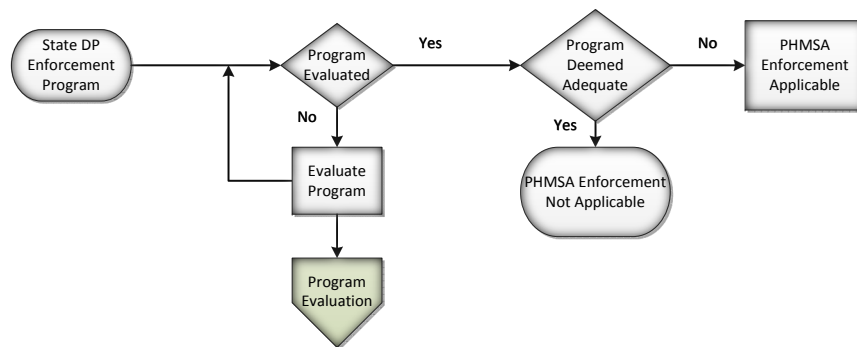 State DP
Enforcement
Program
Program
Evaluated
Yes
Program
Deemed
Adequate
No
PHMSA
Enforcement
Applicable
No
Evaluate
Program
Yes
PHMSA Enforcement
Not Applicable
Program
Evaluation